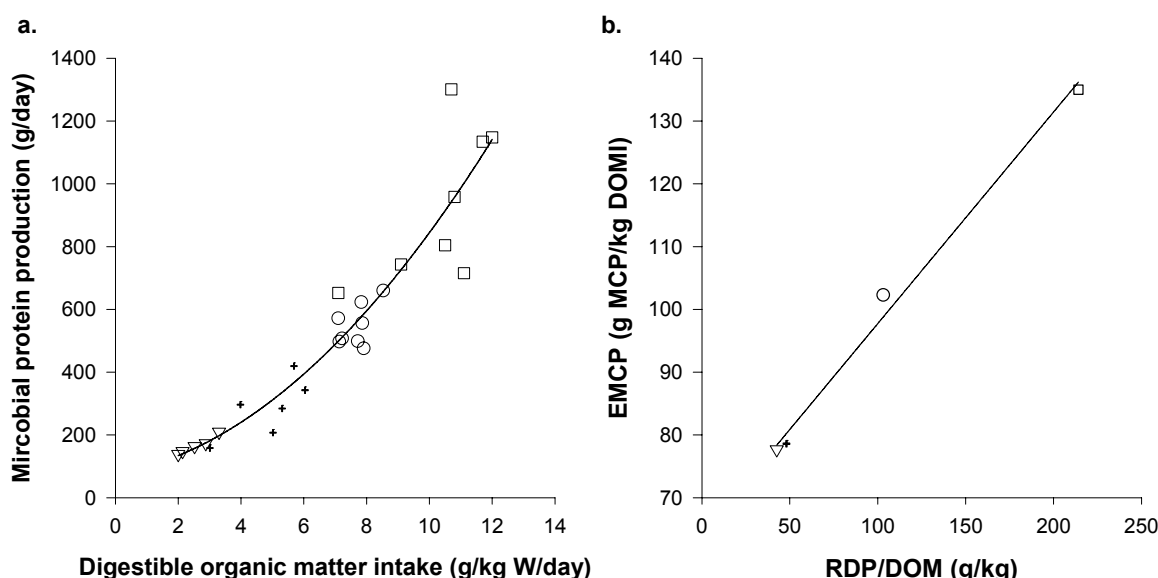 a.
Mircobial protein production (g/day)
1400
1200
1000
800
600
400
200
0
0 2 4 6 8 10 12 14
Digestible organic matter intake (g/kg W/day)
b.
EMCP (g MCP/kg DOMI)
140
130
120
110
100
90
80
70
0 50 100 150 200 250
RDP/DOM (g/kg)